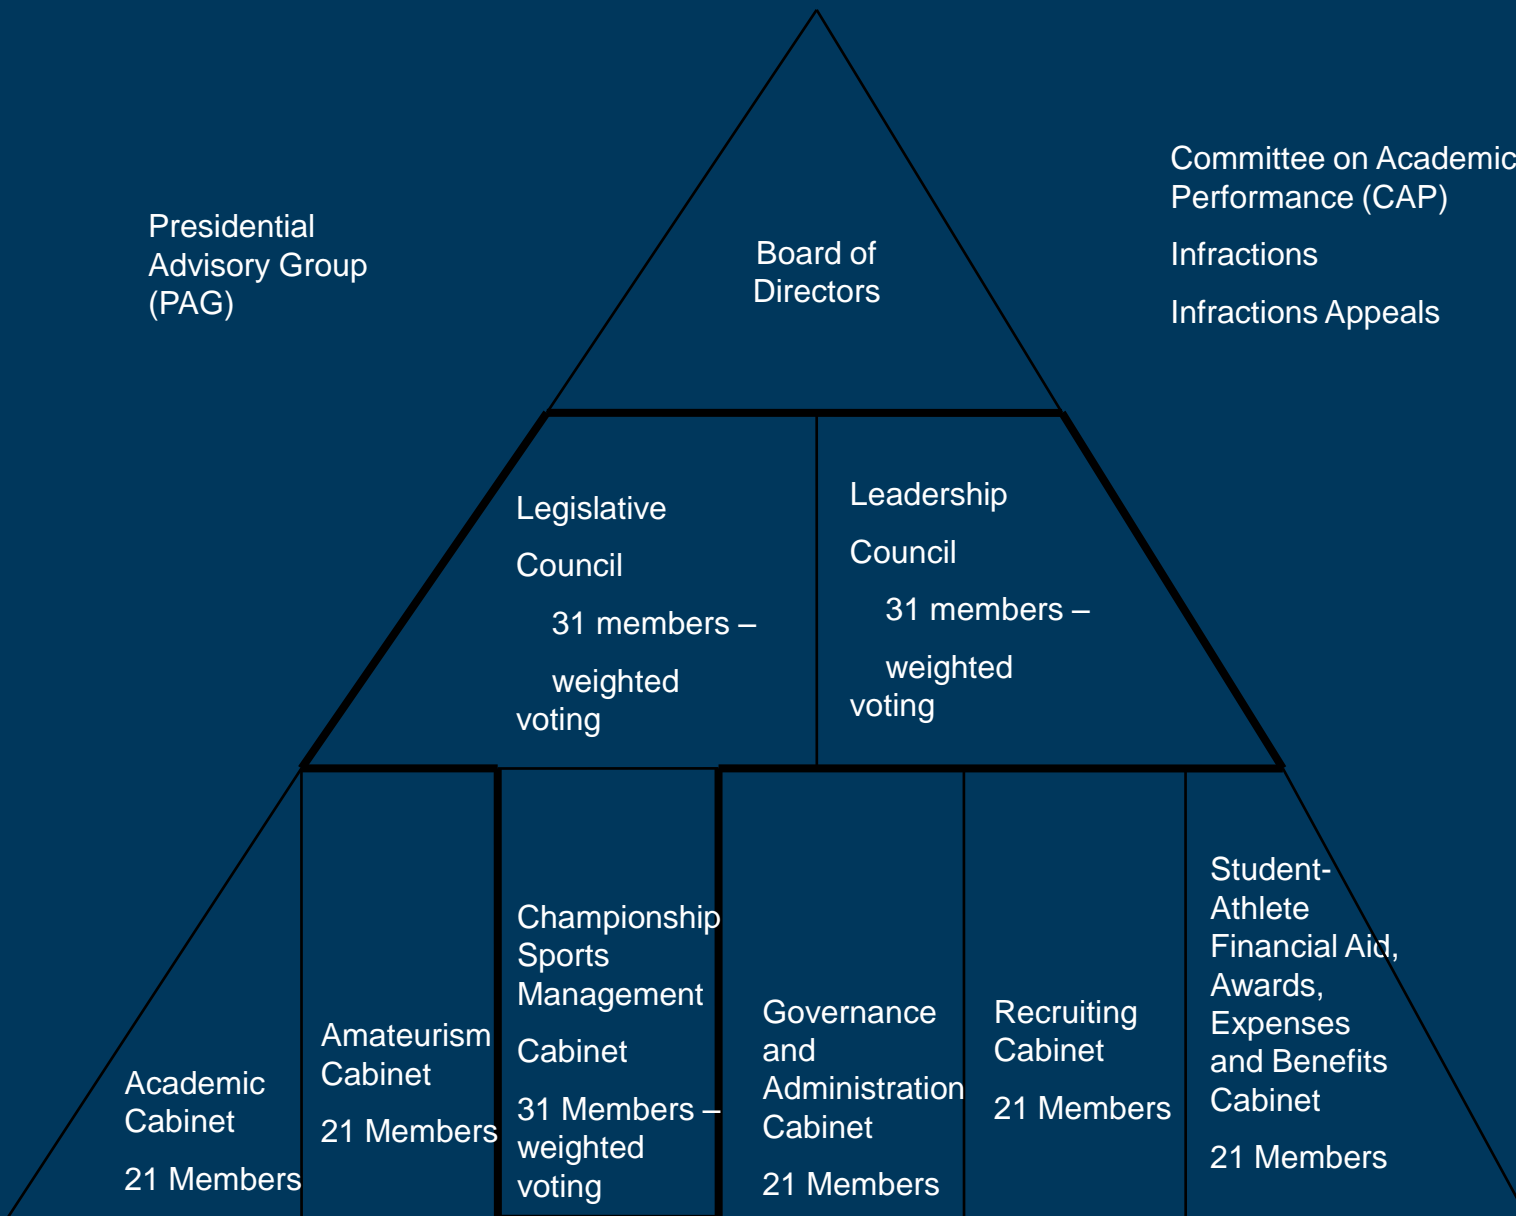 Presidential
Advisory Group
(PAG)
Board of
Directors
Committee on Academic
Performance (CAP)
Infractions
Infractions Appeals
Legislative
Council
31 members –
weighted
voting
Leadership
Council
31 members –
weighted
voting
Academic
Cabinet
21 Members
Amateurism
Cabinet
21 Members
Championship
Sports
Management
Cabinet
31 Members –
weighted
voting
Governance
and
Administration
Cabinet
21 Members
Recruiting
Cabinet
21 Members
Student-
Athlete
Financial Aid,
Awards,
Expenses
and Benefits
Cabinet
21 Members